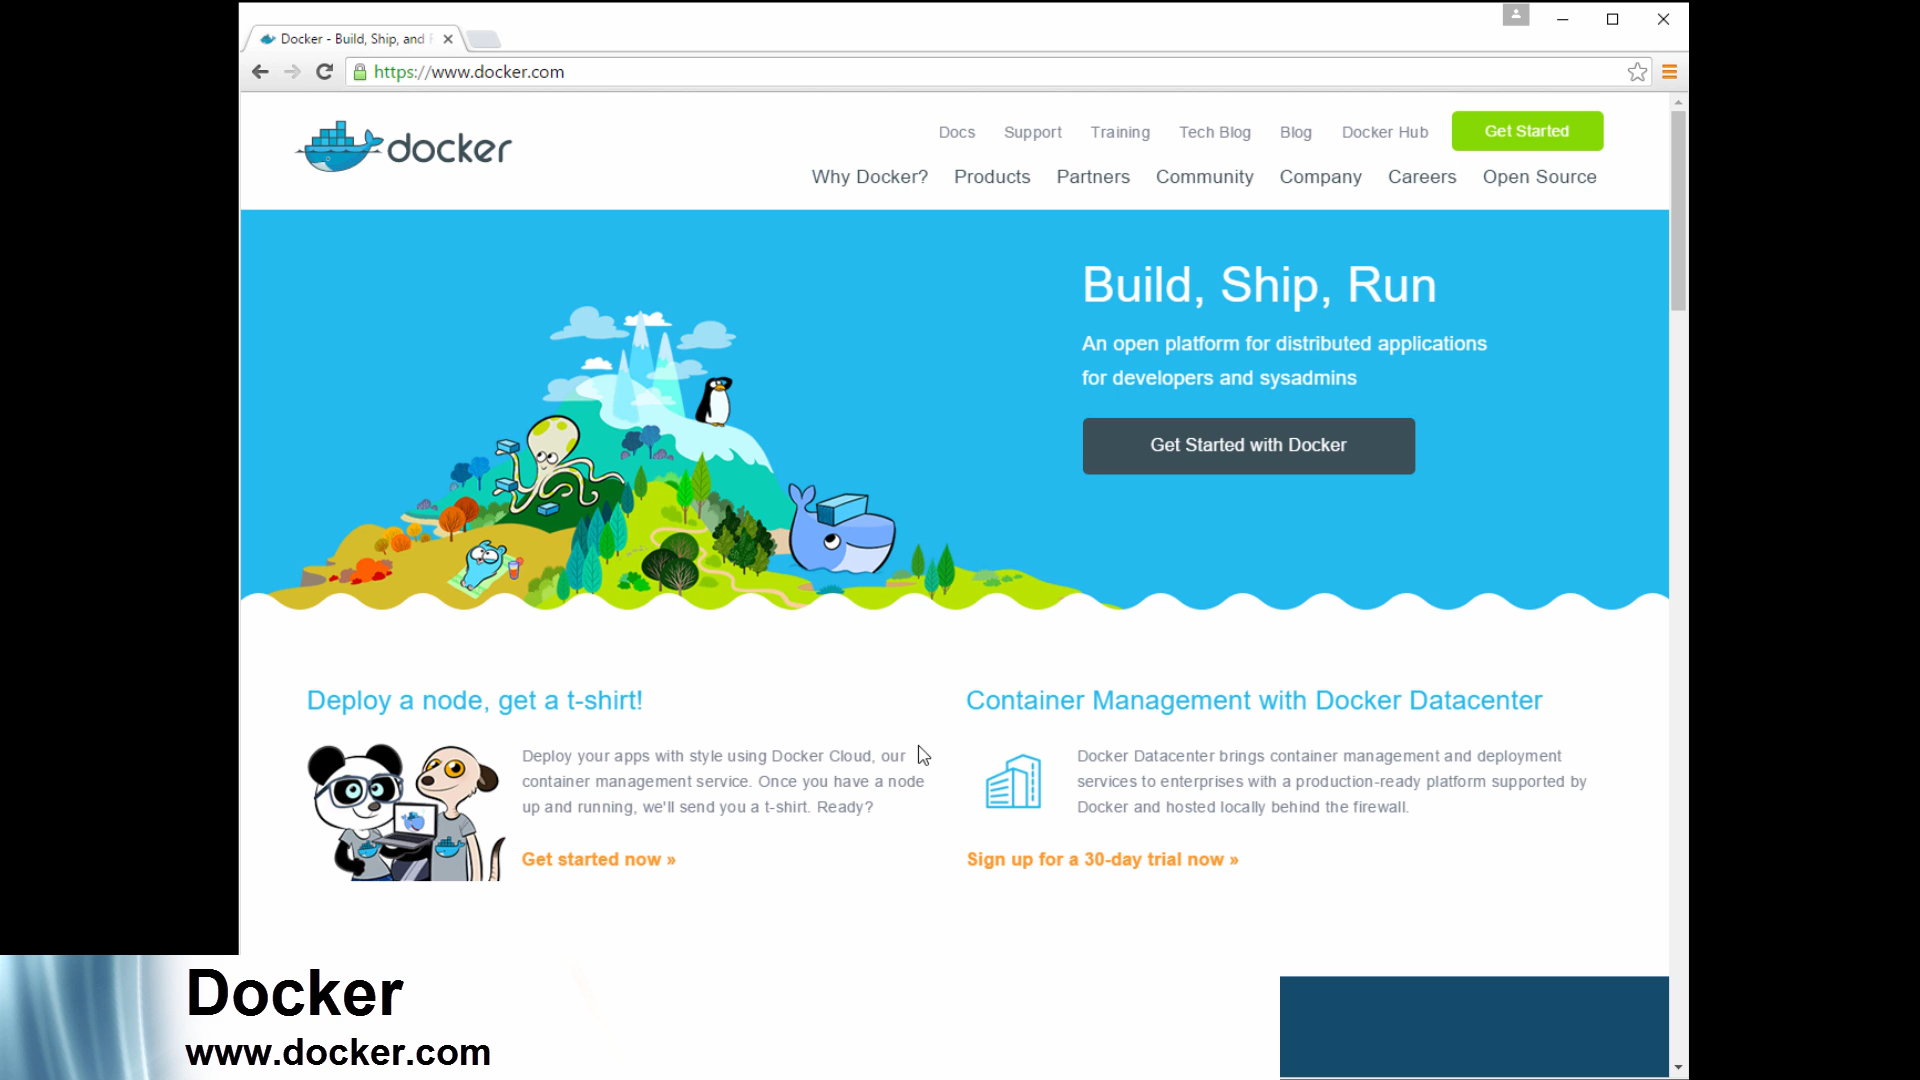 Docker - Build, Ship, and
https://www.docker.com
docker
Docs Support Training Tech Blog Blog Docker Hub Get Started
Why Docker? Products Partners Community Company Careers Open Source
Build, Ship, Run
An open platform for distributed applications
for developers and sysadmins
Get Started with Docker
Deploy a node, get a t-shirt!
Deploy your apps with style using Docker Cloud, our
container management service. Once you have a node
up and running, we'll send you a t-shirt. Ready?
Get started now »
Container Management with Docker Datacenter
Docker Datacenter brings container management and deployment
services to enterprises with a production-ready platform supported by
Docker and hosted locally behind the firewall.
Sign up for a 30-day trial now »
Docker
www.docker.com